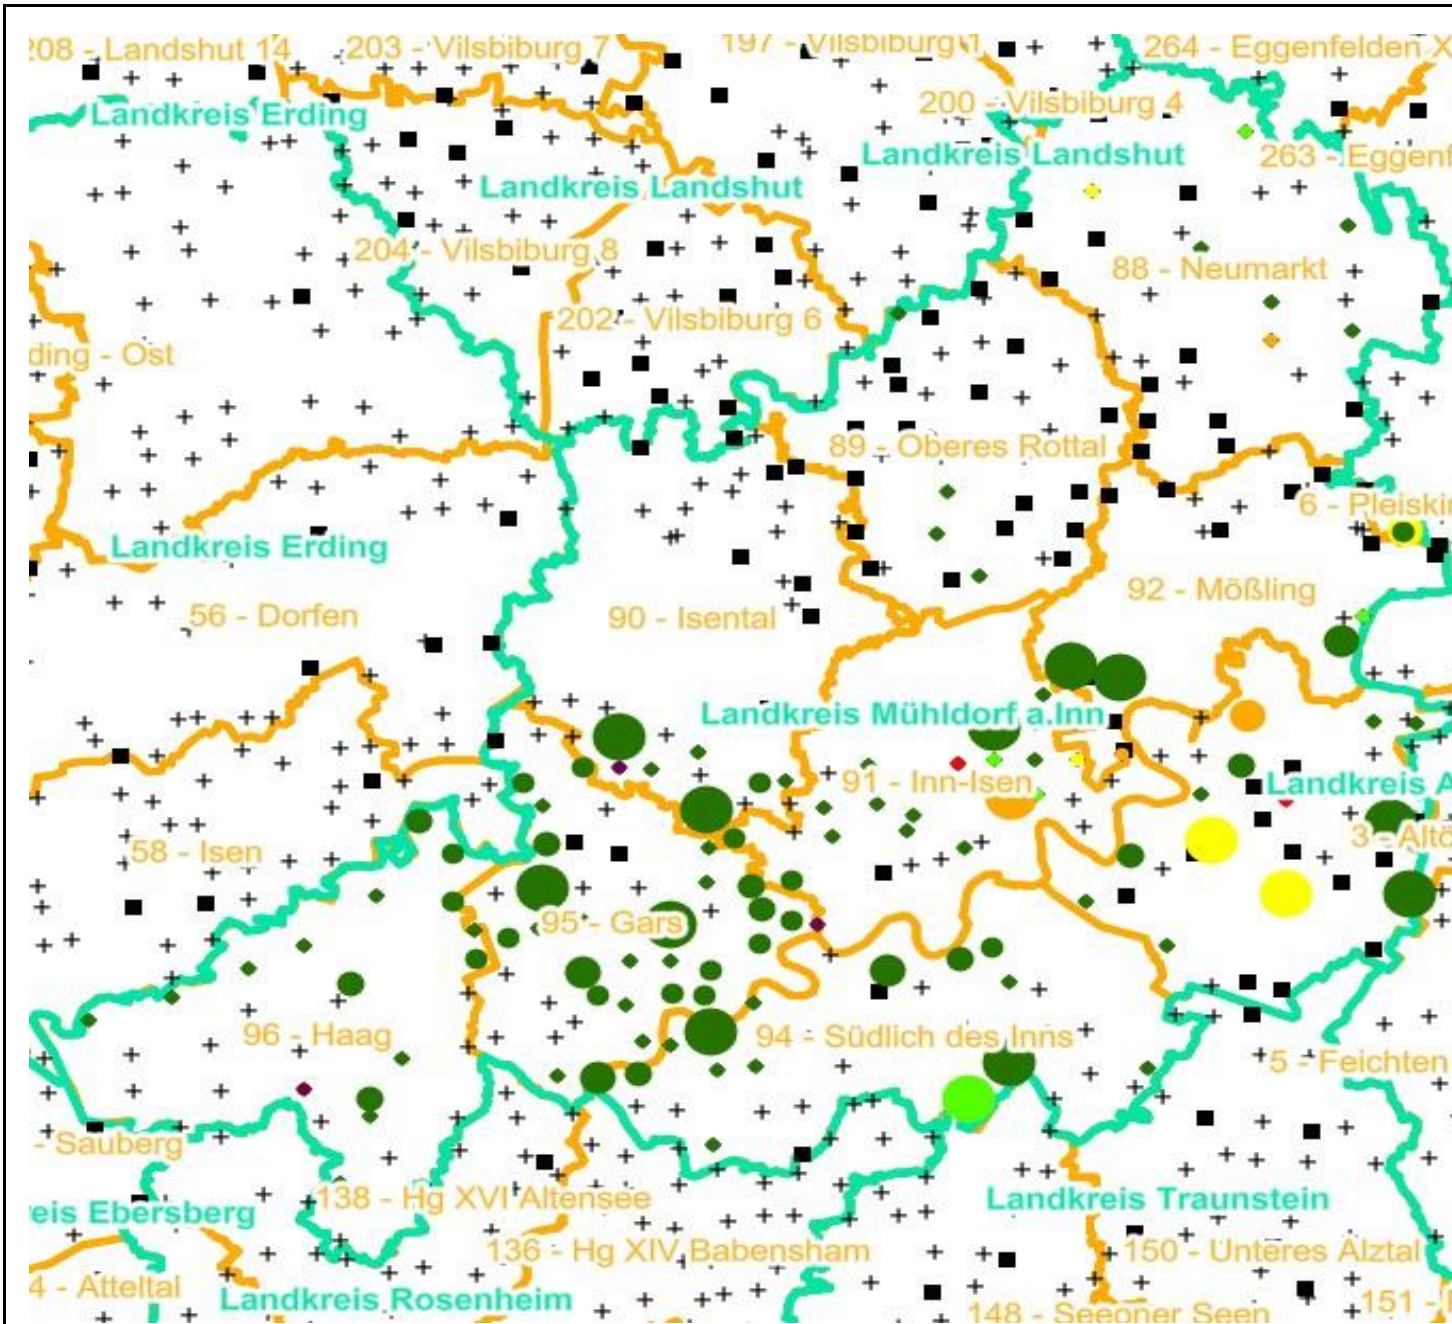 208 - Landshut 14
203 - Vilsbiburg 7
197 - Vilsbiburg 1
264 - Eggenfelden X
200 - Vilsbiburg 4
Landkreis Erding
Landkreis Landshut
263 - Eggenf
Landkreis Landshut
204 - Vilsbiburg 8
88 - Neumarkt
202 - Vilsbiburg 6
ding - Ost
89 - Oberes Rottal
6 - Pleiskir
Landkreis Erding
92 - Mößling
56 - Dorfen
90 - Isental
Landkreis Mühldorf a.Inn
91 - Inn-Isen
Landkreis A
3 - Altö
58 - Isen
95 - Gars
96 - Haag
94 - Südlich des Inns
5 - Feichten
- Sauberg
138 - Hg XVI Altensee
Landkreis Traunstein
eis Ebersberg
136 - Hg XIV Babensham
150 - Unteres Alztal
4 - Atteltal
Landkreis Rosenheim
148 - Seeoner Seen
151 -